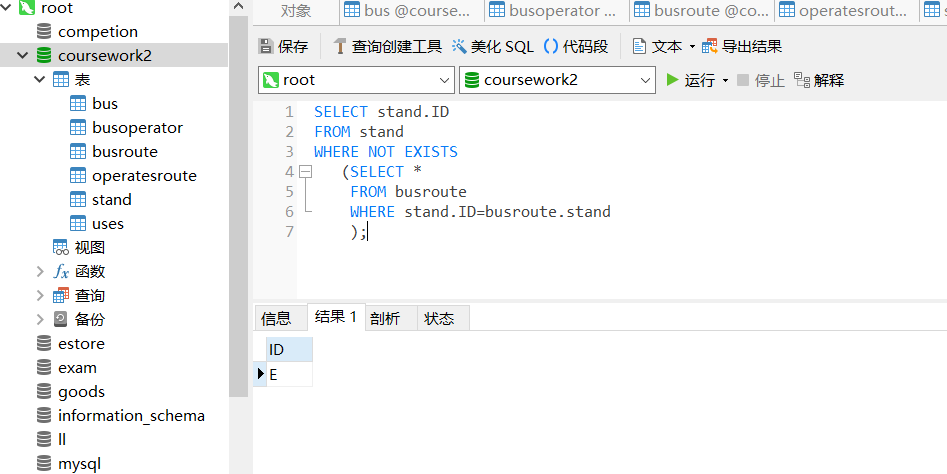 root
competion
coursework2
表
bus
busoperator
busroute
operatesroute
stand
uses
视图
fx 函数
查询
备份
estore
exam
goods
information_schema
ll
mysql
对象 bus @course... busoperator ... busroute @co... operatesrout...
保存 查询创建工具 美化 SQL () 代码段 文本 导出结果
root coursework2 运行 停止 解释
1 SELECT stand.ID
2 FROM stand
3 WHERE NOT EXISTS
4 (SELECT *
5 FROM busroute
6 WHERE stand.ID=busroute.stand
7 );
信息 结果 1 剖析 状态
ID
E